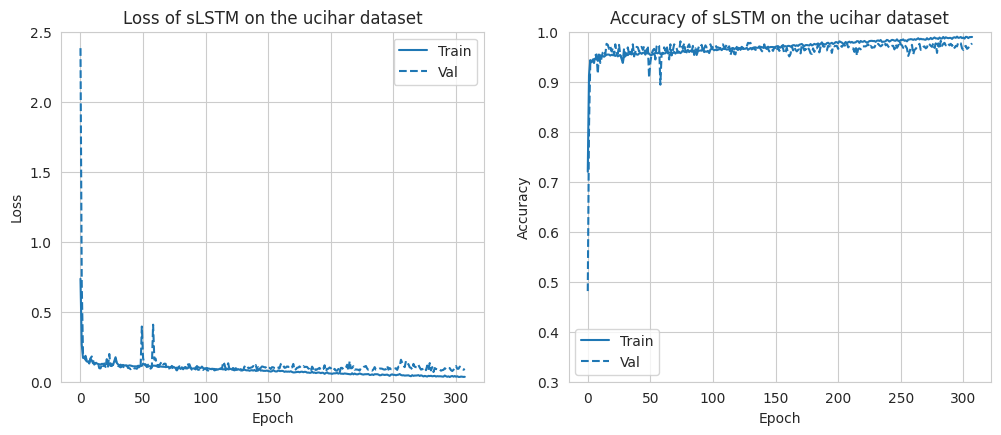 Loss of sLSTM on the ucihar dataset
2.5
2.0
1.5
1.0
0.5
0.0
Loss
0 50 100 150 200 250 300
Epoch
Train
Val
Accuracy of sLSTM on the ucihar dataset
1.0
0.9
0.8
0.7
0.6
0.5
0.4
0.3
Accuracy
0 50 100 150 200 250 300
Epoch
Train
Val